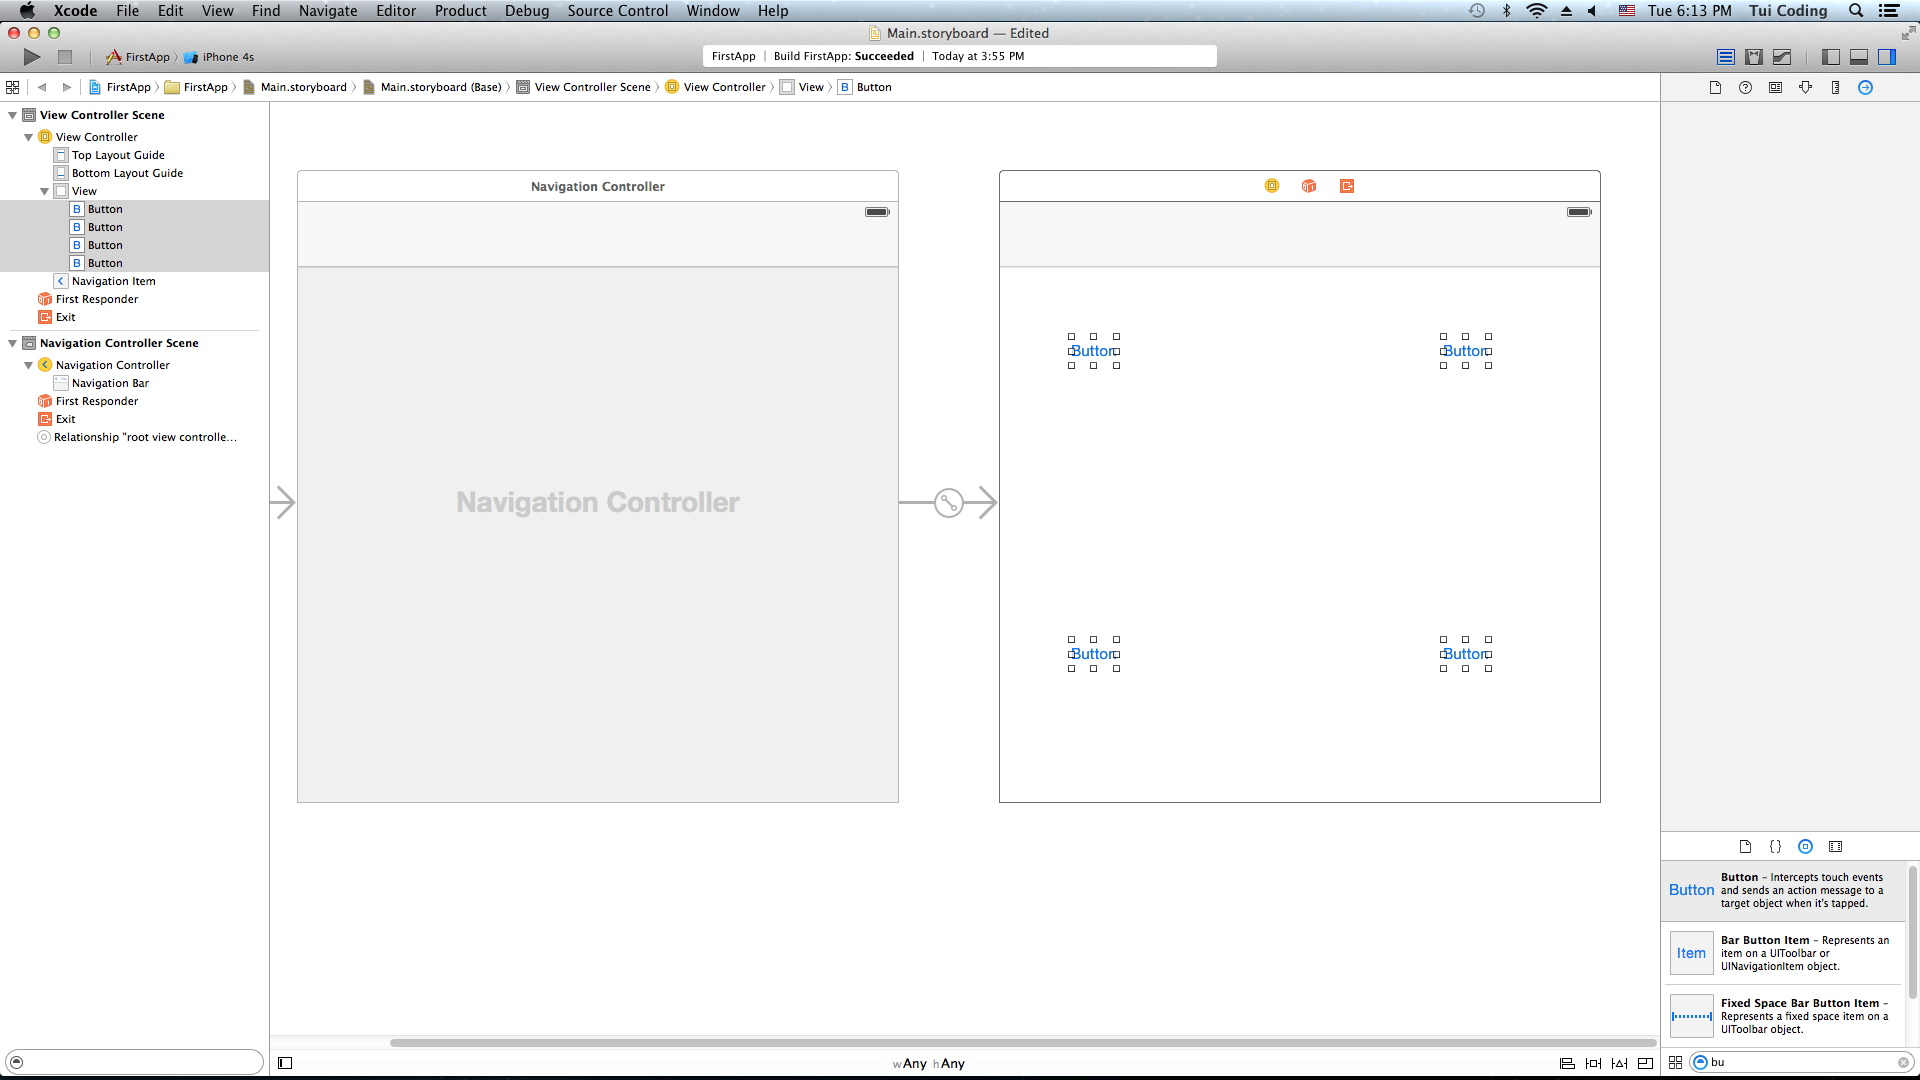 Xcode File Edit View Find Navigate Editor Product Debug Source Control Window Help Tue 6:13 PM Tui Coding
Main.storyboard — Edited
FirstApp iPhone 4s FirstApp Build FirstApp: Succeeded Today at 3:55 PM
FirstApp FirstApp Main.storyboard Main.storyboard (Base) View Controller Scene View Controller View B Button
View Controller Scene
View Controller
Top Layout Guide
Bottom Layout Guide
View
B Button
B Button
B Button
B Button
Navigation Item
First Responder
Exit
Navigation Controller Scene
Navigation Controller
Navigation Bar
First Responder
Exit
Relationship "root view controlle...
Navigation Controller
Navigation Controller
Button Button
Button Button
wAny hAny
{}
Button
Button – Intercepts touch events
and sends an action message to a
target object when it's tapped.
Item
Bar Button Item – Represents an
item on a UIToolbar or
UINavigationItem object.
Fixed Space Bar Button Item –
Represents a fixed space item on a
UIToolbar object.
bu